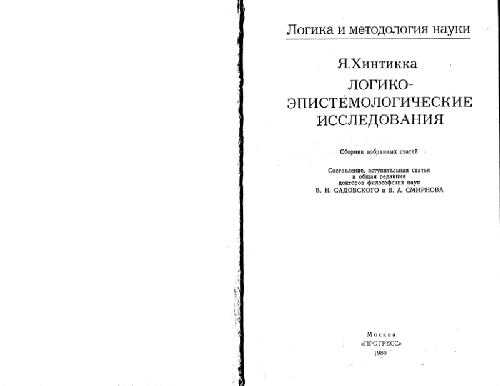 Логика и методология науки
Я.Хинтикка
ЛОГИКО-
ЭПИСТЕМОЛОГИЧЕСКИЕ
ИССЛЕДОВАНИЯ
Сборник избранных статей
Составление, вступительная статья
и общая редакция
докторов философских наук
В. Н. САДОВСКОГО и В. А. СМИРНОВА
Москва
«ПРОГРЕСС»
1980